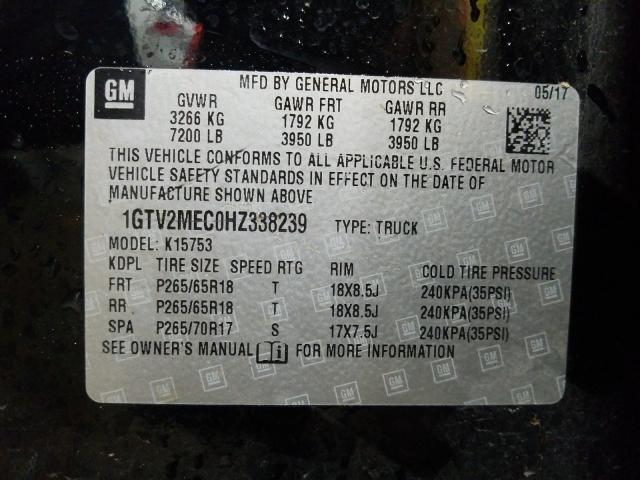 GM
MFD BY GENERAL MOTORS LLC 05/17
GVWR GAWR FRT GAWR RR
3266 KG 1792 KG 1792 KG
7200 LB 3950 LB 3950 LB
THIS VEHICLE CONFORMS TO ALL APPLICABLE U.S. FEDERAL MOTOR
VEHICLE SAFETY STANDARDS IN EFFECT ON THE DATE OF
MANUFACTURE SHOWN ABOVE
1GTV2MEC0HZ338239 TYPE: TRUCK
MODEL: K15753
KDPL TIRE SIZE SPEED RTG RIM COLD TIRE PRESSURE
FRT P265/65R18 T 18X8.5J 240KPA(35PSI)
RR P265/65R18 T 18X8.5J 240KPA(35PSI)
SPA P265/70R17 S 17X7.5J 240KPA(35PSI)
SEE OWNER'S MANUAL i FOR MORE INFORMATION